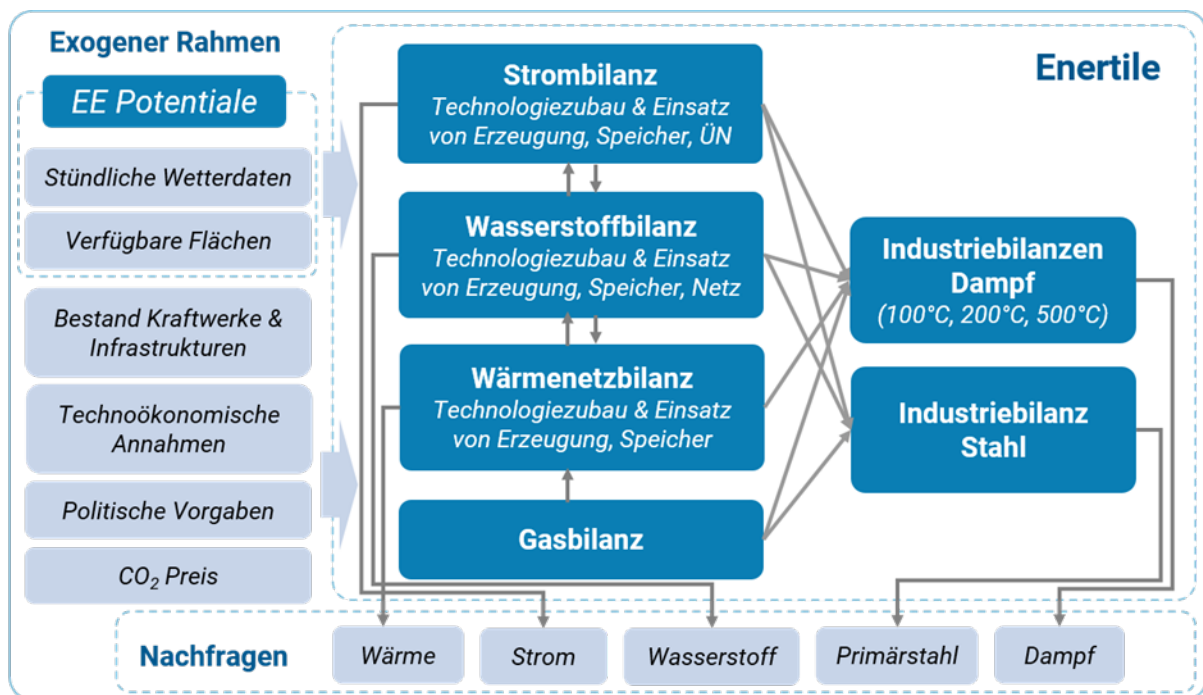 Exogener Rahmen
EE Potentiale
Stündliche Wetterdaten
Verfügbare Flächen
Bestand Kraftwerke &
Infrastrukturen
Technoökonomische
Annahmen
Politische Vorgaben
CO₂ Preis
Enertile
Strombilanz
Technologiezubau & Einsatz
von Erzeugung, Speicher, ÜN
Wasserstoffbilanz
Technologiezubau & Einsatz
von Erzeugung, Speicher, Netz
Wärmenetzbilanz
Technologiezubau & Einsatz
von Erzeugung, Speicher
Gasbilanz
Industriebilanzen
Dampf
(100°C, 200°C, 500°C)
Industriebilanz
Stahl
Nachfragen
Wärme
Strom
Wasserstoff
Primärstahl
Dampf